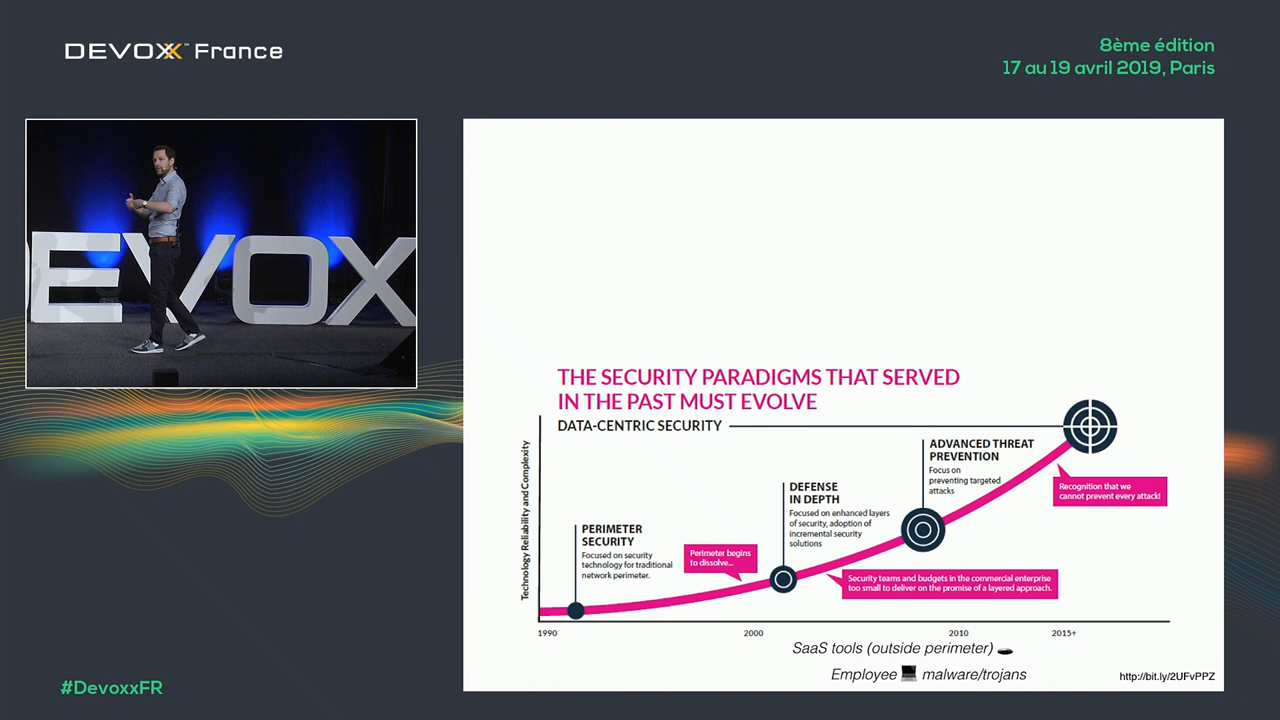 DEVOXX™ France
8ème édition
17 au 19 avril 2019, Paris
DEVOX
THE SECURITY PARADIGMS THAT SERVED
IN THE PAST MUST EVOLVE
DATA-CENTRIC SECURITY
Technology Reliability and Complexity
PERIMETER
SECURITY
Focused on security
technology for traditional
network perimeter.
Perimeter begins
to dissolve...
DEFENSE
IN DEPTH
Focused on enhanced layers
of security, adoption of
incremental security
solutions
Security teams and budgets in the commercial enterprise
too small to deliver on the promise of a layered approach.
ADVANCED THREAT
PREVENTION
Focus on
preventing targeted
attacks
Recognition that we
cannot prevent every attack!
1990
2000
2010
2015+
SaaS tools (outside perimeter)
Employee malware/trojans
http://bit.ly/2UFvPPZ
#DevoxxFR